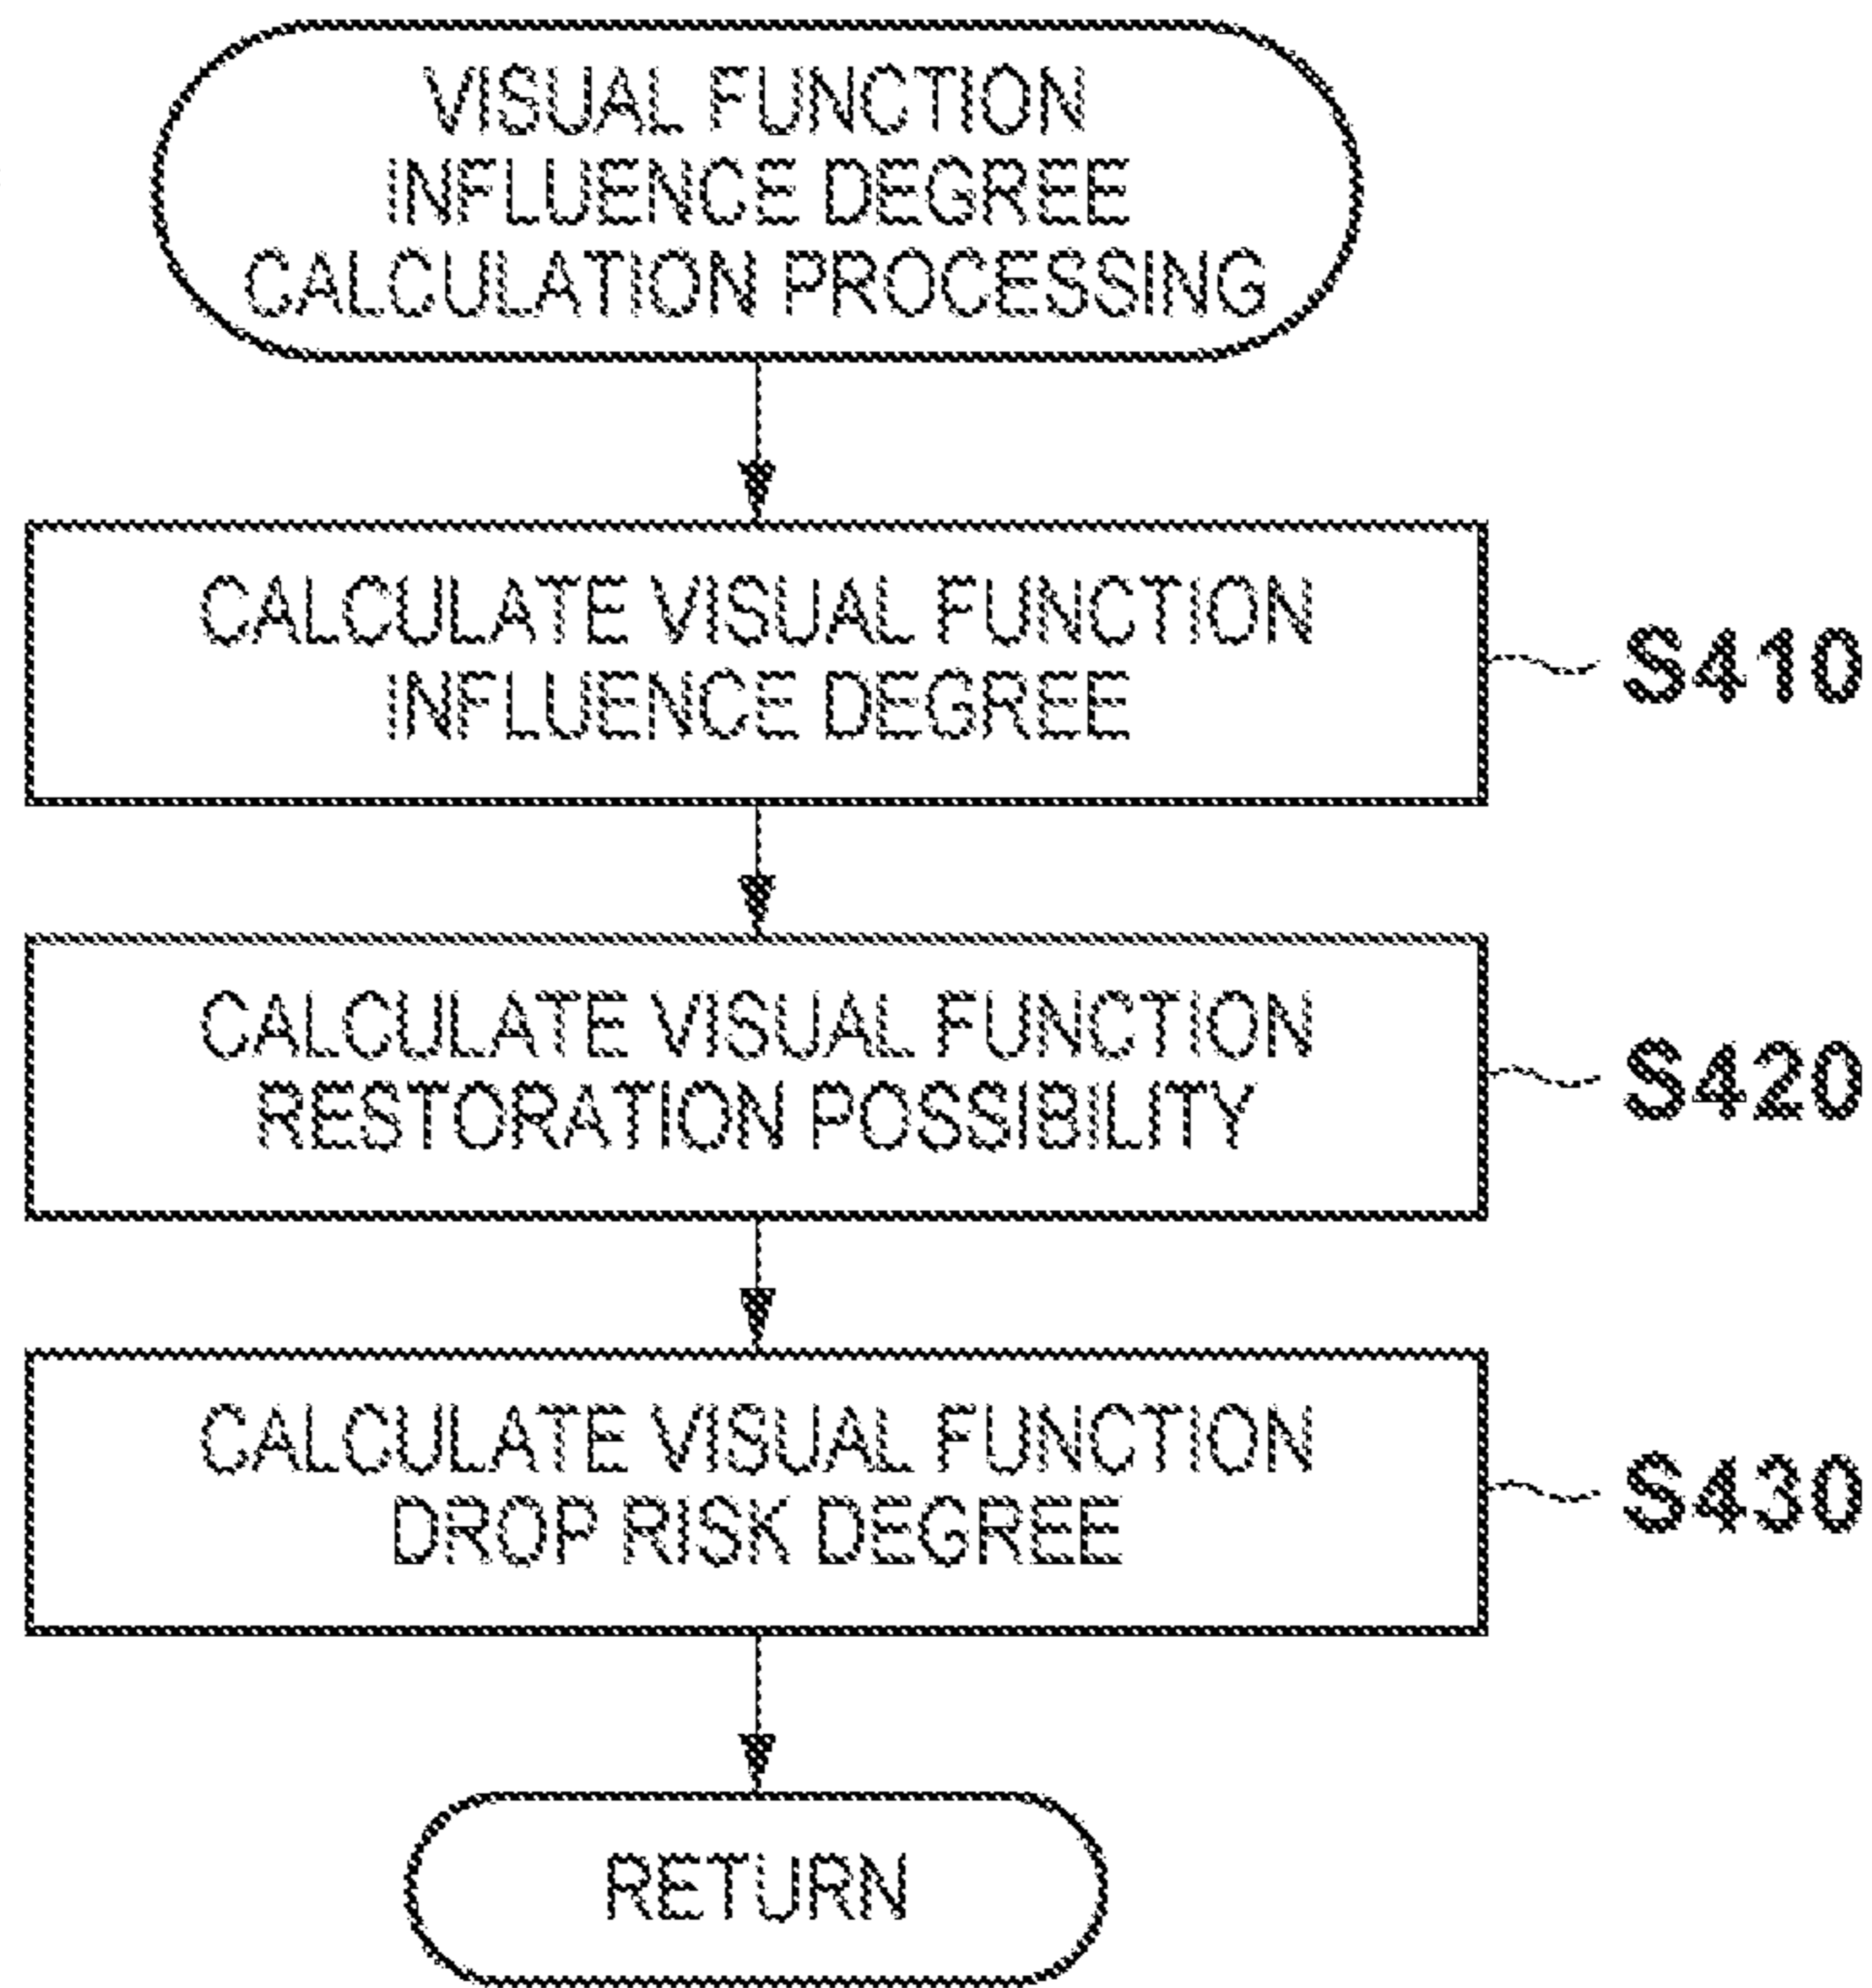 VISUAL FUNCTION
INFLUENCE DEGREE
CALCULATION PROCESSING
CALCULATE VISUAL FUNCTION
INFLUENCE DEGREE
S410
CALCULATE VISUAL FUNCTION
RESTORATION POSSIBILITY
S420
CALCULATE VISUAL FUNCTION
DROP RISK DEGREE
S430
RETURN